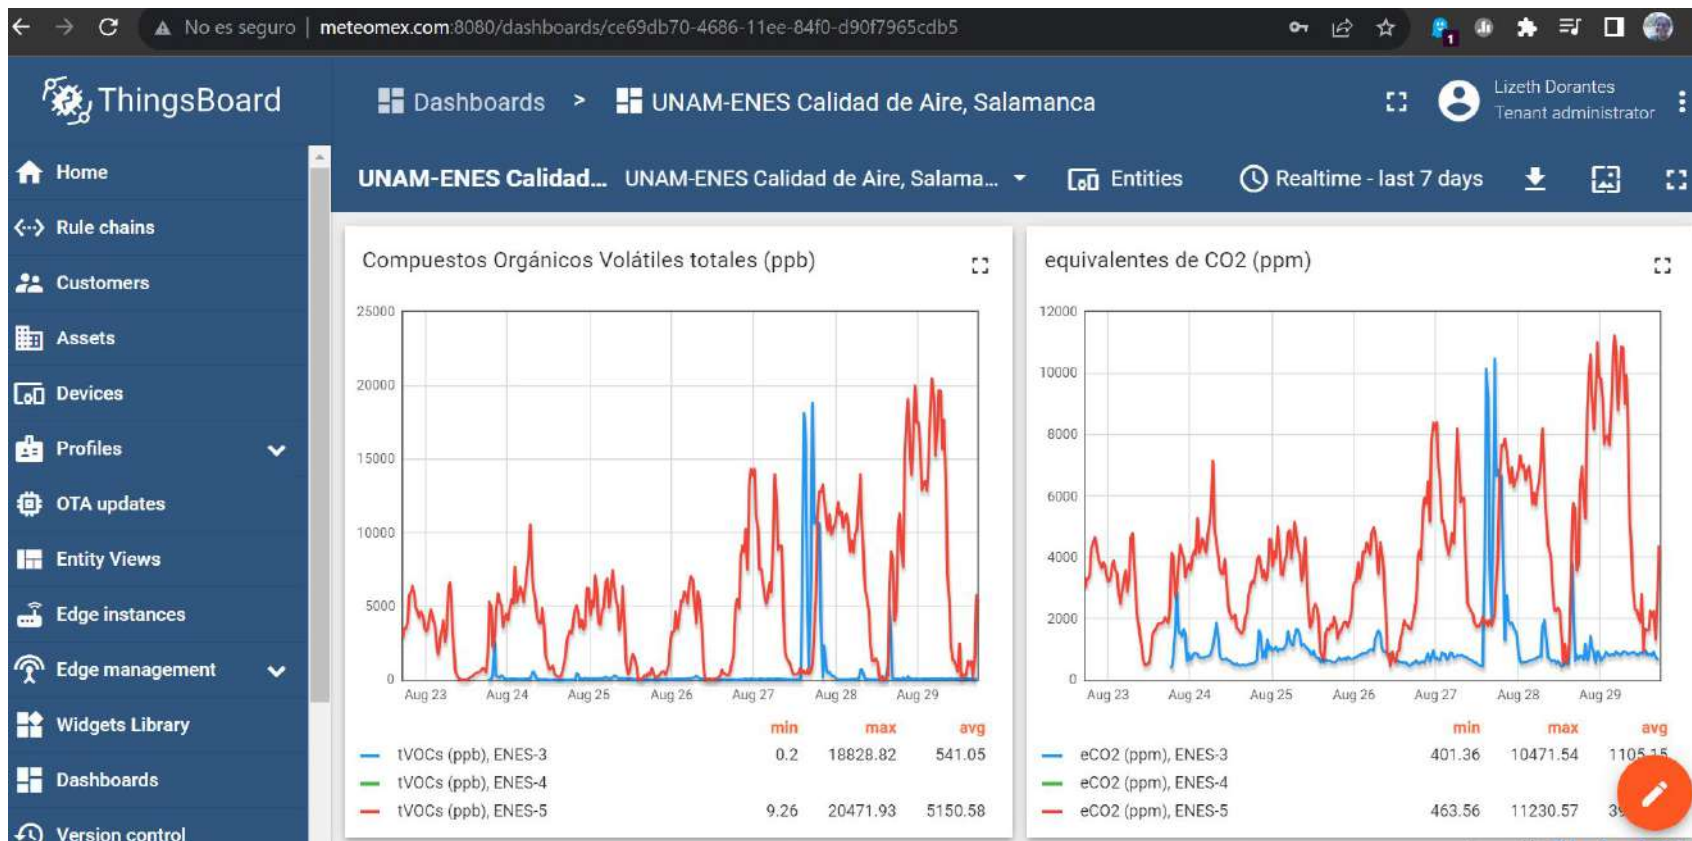 No es seguro | meteomex.com:8080/dashboards/ce69db70-4686-11ee-84f0-d90f7965cdb5
1
ThingsBoard
Dashboards > UNAM-ENES Calidad de Aire, Salamanca
Lizeth Dorantes
Tenant administrator
UNAM-ENES Calidad... UNAM-ENES Calidad de Aire, Salama... Entities Realtime - last 7 days
Home
Rule chains
Customers
Assets
Devices
Profiles
OTA updates
Entity Views
Edge instances
Edge management
Widgets Library
Dashboards
Version control
Compuestos Orgánicos Volátiles totales (ppb)
25000
20000
15000
10000
5000
0
Aug 23 Aug 24 Aug 25 Aug 26 Aug 27 Aug 28 Aug 29
min max avg
tVOCs (ppb), ENES-3 0.2 18828.82 541.05
tVOCs (ppb), ENES-4
tVOCs (ppb), ENES-5 9.26 20471.93 5150.58
equivalentes de CO2 (ppm)
12000
10000
8000
6000
4000
2000
0
Aug 23 Aug 24 Aug 25 Aug 26 Aug 27 Aug 28 Aug 29
min max avg
eCO2 (ppm), ENES-3 401.36 10471.54 1105.15
eCO2 (ppm), ENES-4
eCO2 (ppm), ENES-5 463.56 11230.57